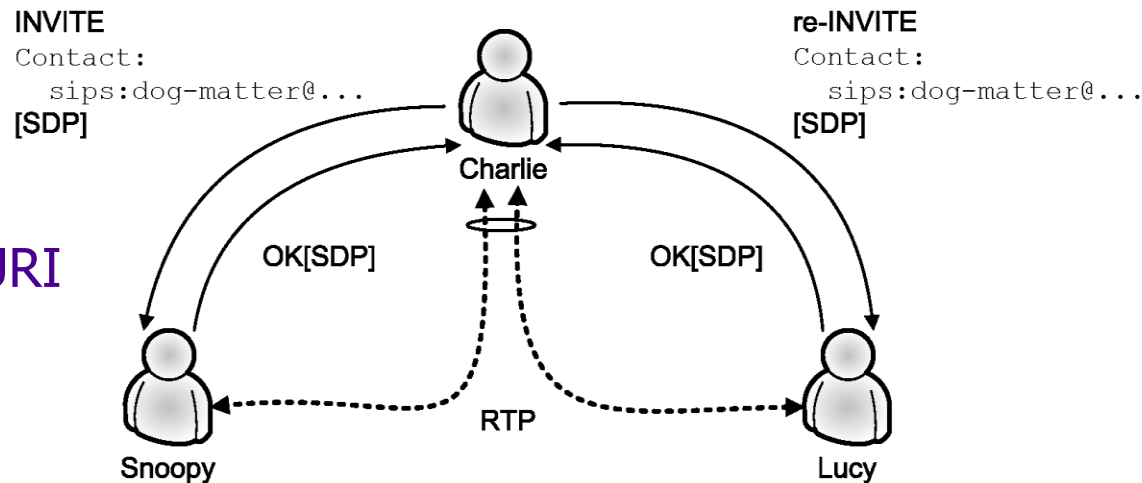 INVITE
Contact:
sips:dog-matter@...
[SDP]
re-INVITE
Contact:
sips:dog-matter@...
[SDP]
Charlie
URI
OK[SDP]
OK[SDP]
RTP
Snoopy
Lucy